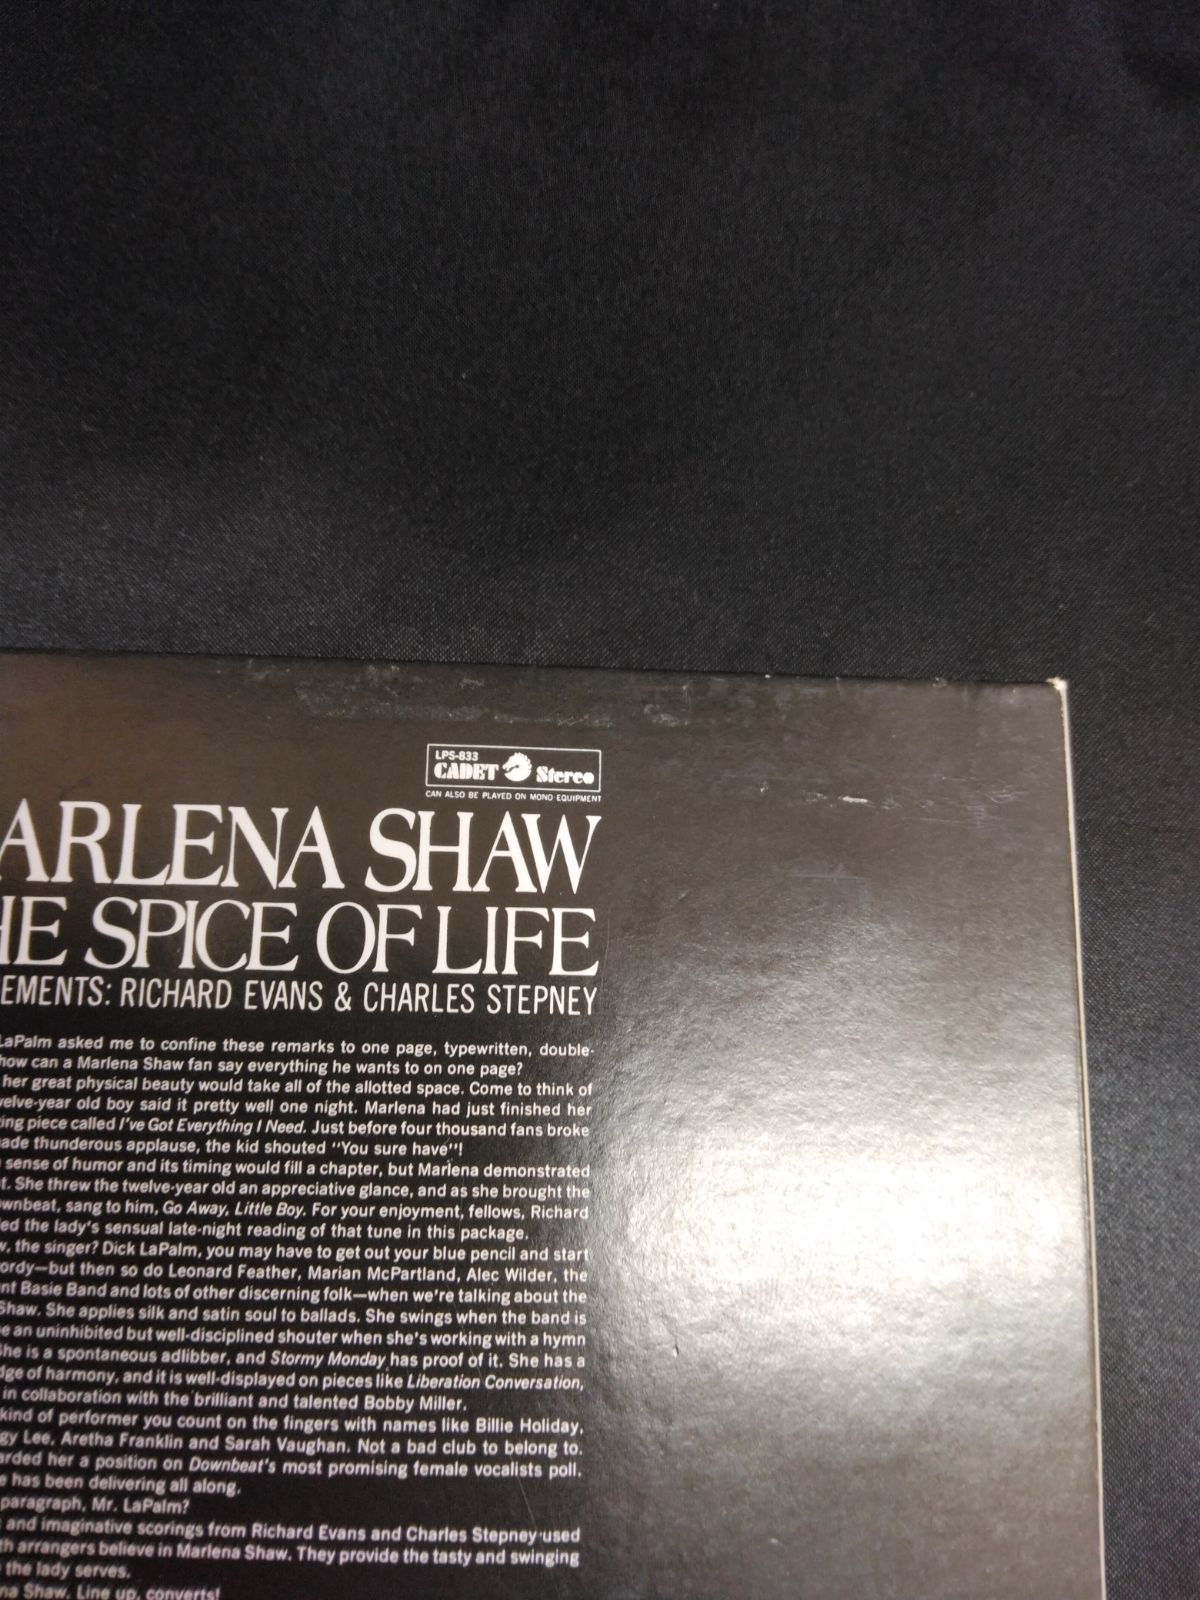 LPS-833
CADET Stereo
CAN ALSO BE PLAYED ON MONO EQUIPMENT
ARLENA SHAW
HE SPICE OF LIFE
EMENTS: RICHARD EVANS & CHARLES STEPNEY
LaPalm asked me to confine these remarks to one page, typewritten, double-
how can a Marlena Shaw fan say everything he wants to on one page?
her great physical beauty would take all of the allotted space. Come to think of
welve-year old boy said it pretty well one night. Marlena had just finished her
ing piece called I've Got Everything I Need. Just before four thousand fans broke
ade thunderous applause, the kid shouted "You sure have"!
sense of humor and its timing would fill a chapter, but Marlena demonstrated
t. She threw the twelve-year old an appreciative glance, and as she brought the
wnbeat, sang to him, Go Away, Little Boy. For your enjoyment, fellows, Richard
ed the lady's sensual late-night reading of that tune in this package.
w, the singer? Dick LaPalm, you may have to get out your blue pencil and start
ordy—but then so do Leonard Feather, Marian McPartland, Alec Wilder, the
nt Basie Band and lots of other discerning folk—when we're talking about the
Shaw. She applies silk and satin soul to ballads. She swings when the band is
e an uninhibited but well-disciplined shouter when she's working with a hymn
She is a spontaneous adlibber, and Stormy Monday has proof of it. She has a
dge of harmony, and it is well-displayed on pieces like Liberation Conversation,
in collaboration with the brilliant and talented Bobby Miller.
kind of performer you count on the fingers with names like Billie Holiday,
gy Lee, Aretha Franklin and Sarah Vaughan. Not a bad club to belong to.
arded her a position on Downbeat's most promising female vocalists poll.
e has been delivering all along.
paragraph, Mr. LaPalm?
and imaginative scorings from Richard Evans and Charles Stepney used
th arrangers believe in Marlena Shaw. They provide the tasty and swinging
the lady serves.
na Shaw. Line up, converts!